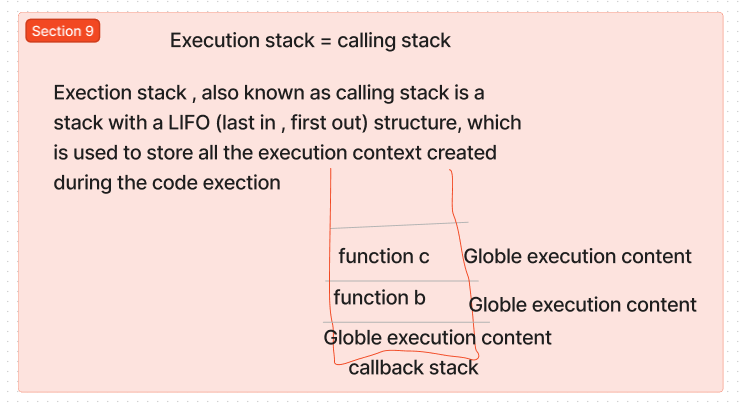 Section 9
Execution stack = calling stack
Exection stack , also known as calling stack is a
stack with a LIFO (last in , first out) structure, which
is used to store all the execution context created
during the code exection
function c
Globle execution content
function b
Globle execution content
Globle execution content
callback stack